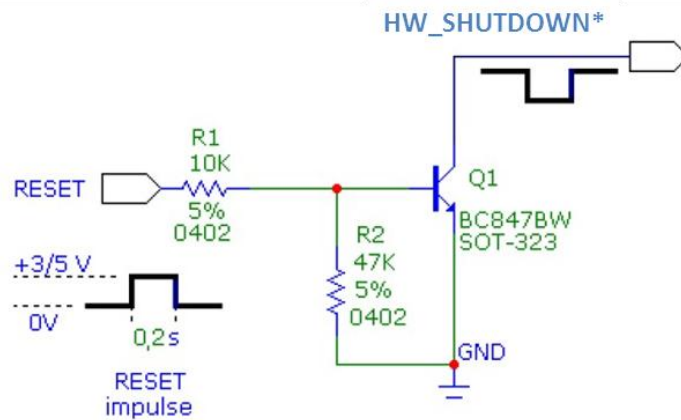 HW_SHUTDOWN*
R1
10K
RESET
5%
0402
Q1
BC847BW
SOT-323
R2
47K
5%
0402
+3/5 V
0V
0,2s
GND
RESET
impulse